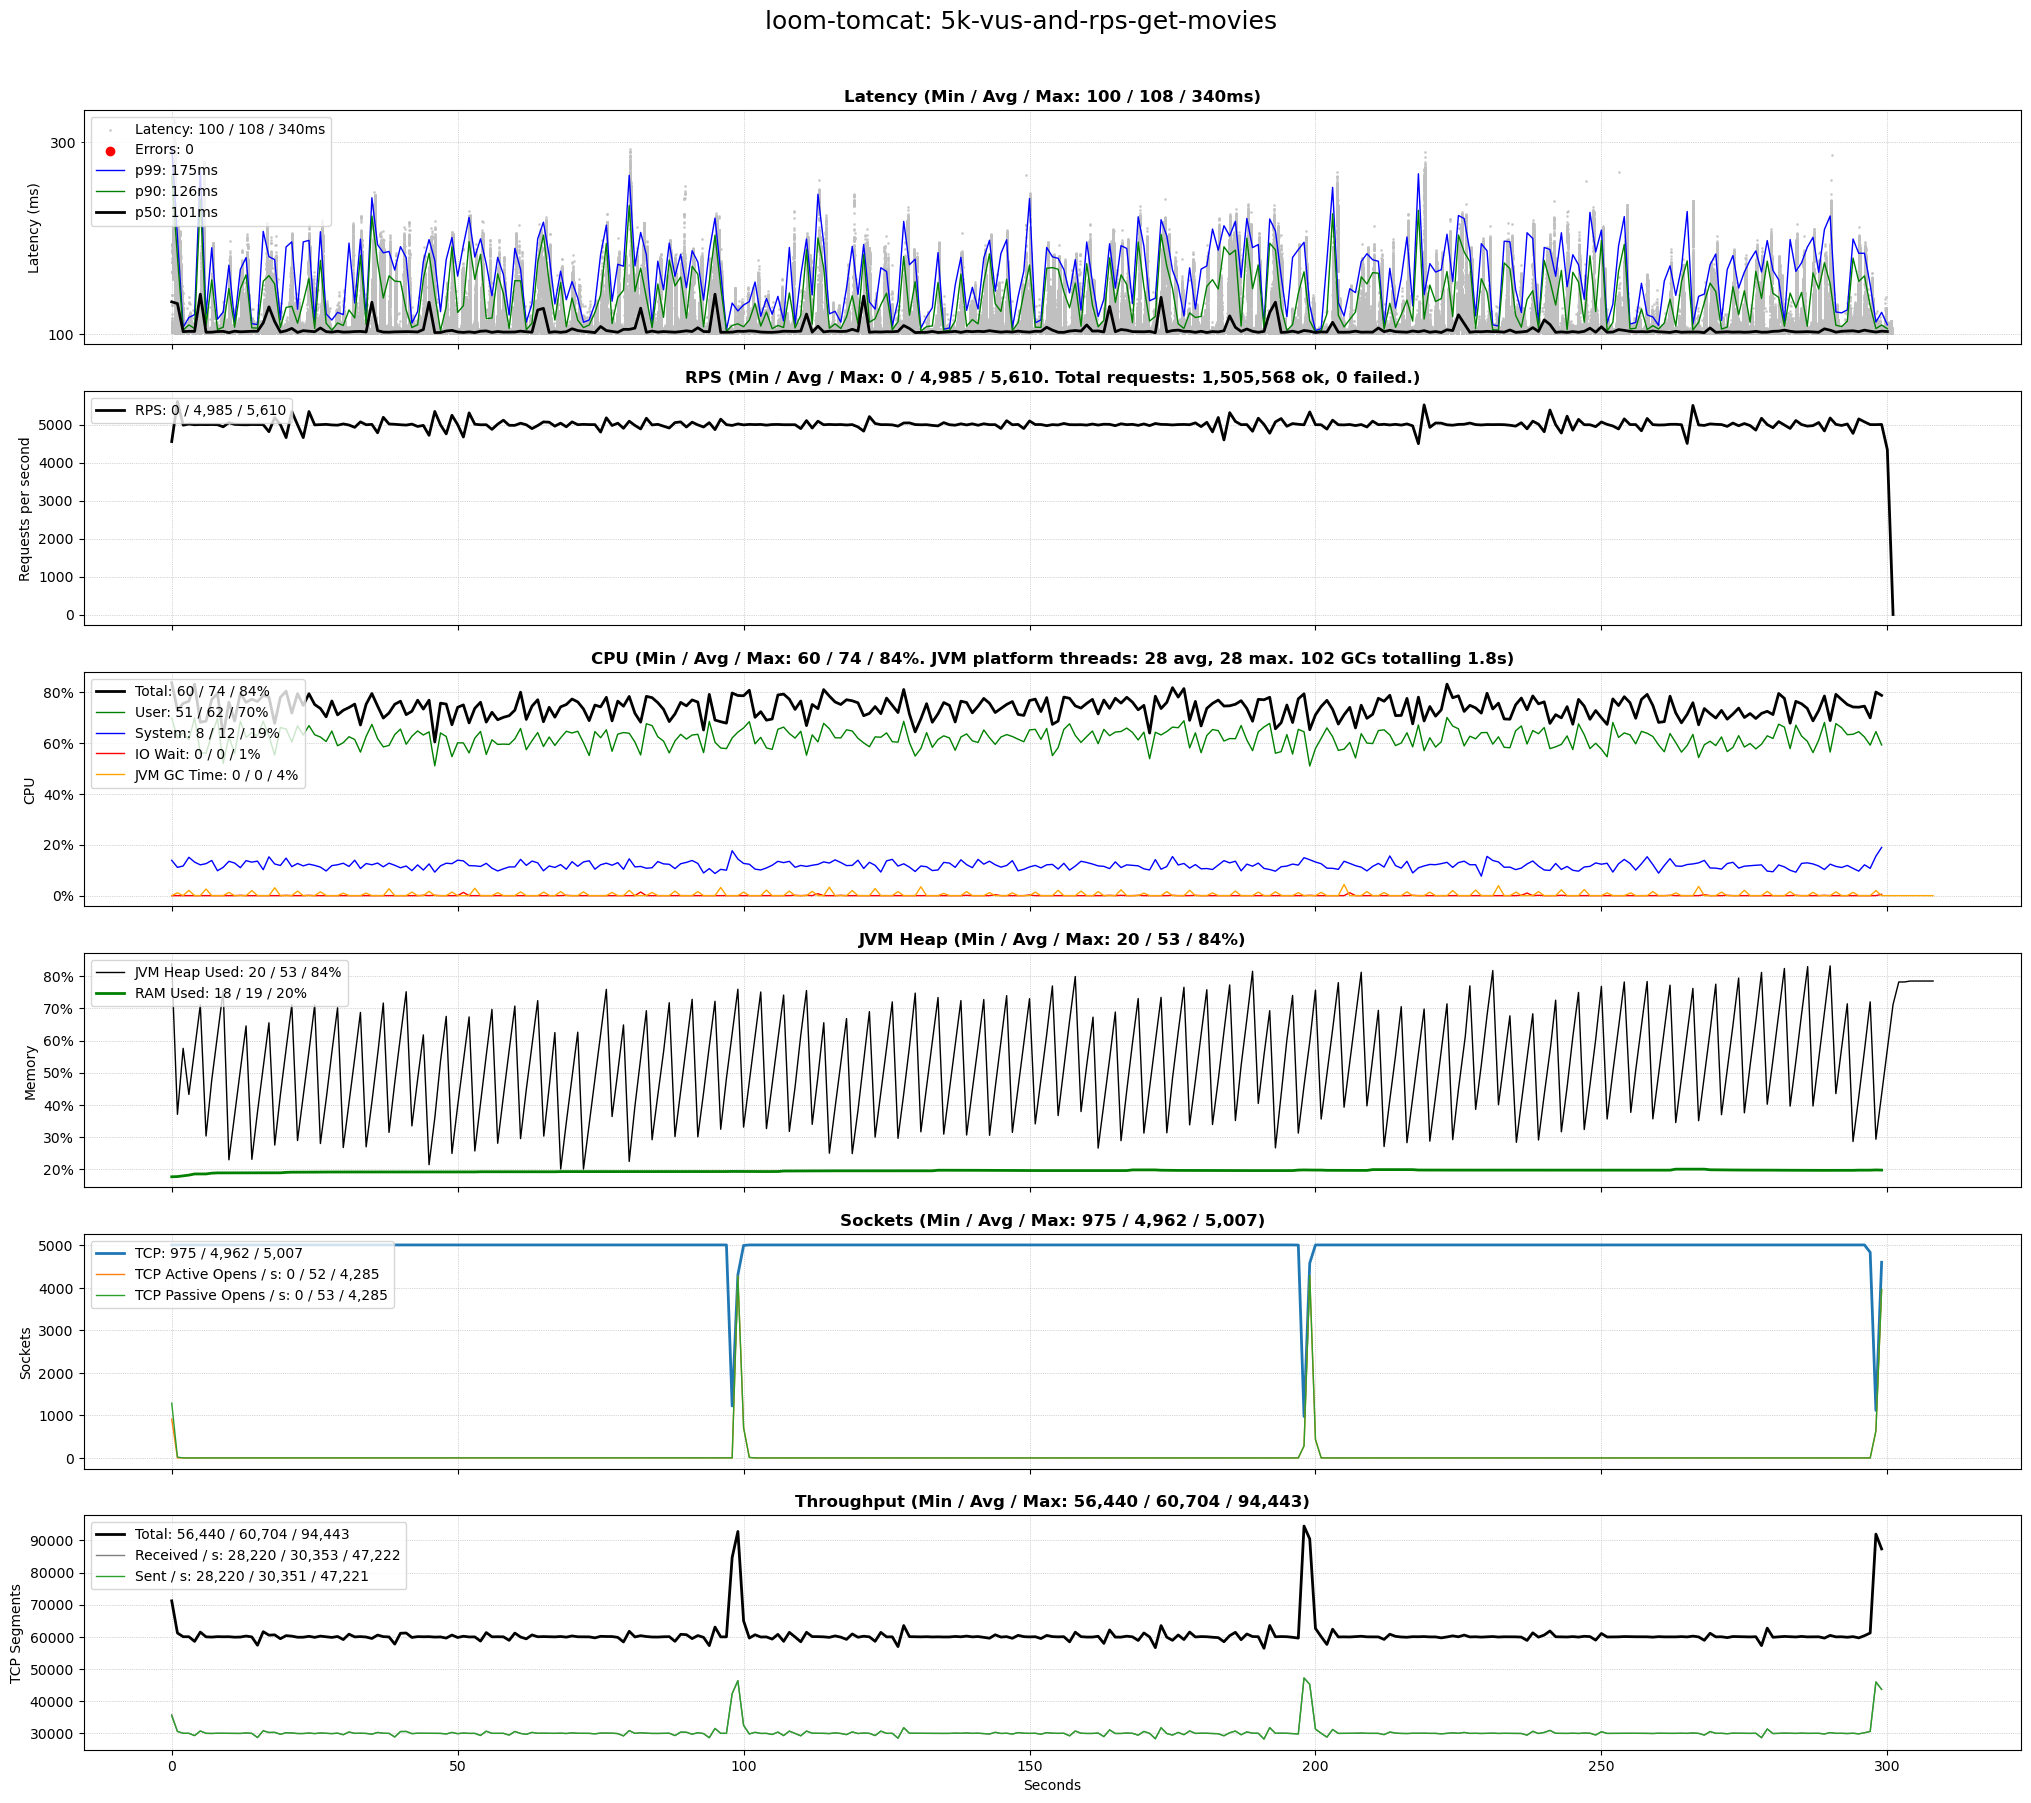 loom-tomcat: 5k-vus-and-rps-get-movies
Latency (Min / Avg / Max: 100 / 108 / 340ms)
Latency (ms)
300
100
Latency: 100 / 108 / 340ms
Errors: 0
p99: 175ms
p90: 126ms
p50: 101ms
RPS (Min / Avg / Max: 0 / 4,985 / 5,610. Total requests: 1,505,568 ok, 0 failed.)
Requests per second
5000
4000
3000
2000
1000
0
RPS: 0 / 4,985 / 5,610
CPU (Min / Avg / Max: 60 / 74 / 84%. JVM platform threads: 28 avg, 28 max. 102 GCs totalling 1.8s)
CPU
80%
60%
40%
20%
0%
Total: 60 / 74 / 84%
User: 51 / 62 / 70%
System: 8 / 12 / 19%
IO Wait: 0 / 0 / 1%
JVM GC Time: 0 / 0 / 4%
JVM Heap (Min / Avg / Max: 20 / 53 / 84%)
Memory
80%
70%
60%
50%
40%
30%
20%
JVM Heap Used: 20 / 53 / 84%
RAM Used: 18 / 19 / 20%
Sockets (Min / Avg / Max: 975 / 4,962 / 5,007)
Sockets
5000
4000
3000
2000
1000
0
TCP: 975 / 4,962 / 5,007
TCP Active Opens / s: 0 / 52 / 4,285
TCP Passive Opens / s: 0 / 53 / 4,285
Throughput (Min / Avg / Max: 56,440 / 60,704 / 94,443)
TCP Segments
90000
80000
70000
60000
50000
40000
30000
Total: 56,440 / 60,704 / 94,443
Received / s: 28,220 / 30,353 / 47,222
Sent / s: 28,220 / 30,351 / 47,221
0 50 100 150 200 250 300
Seconds